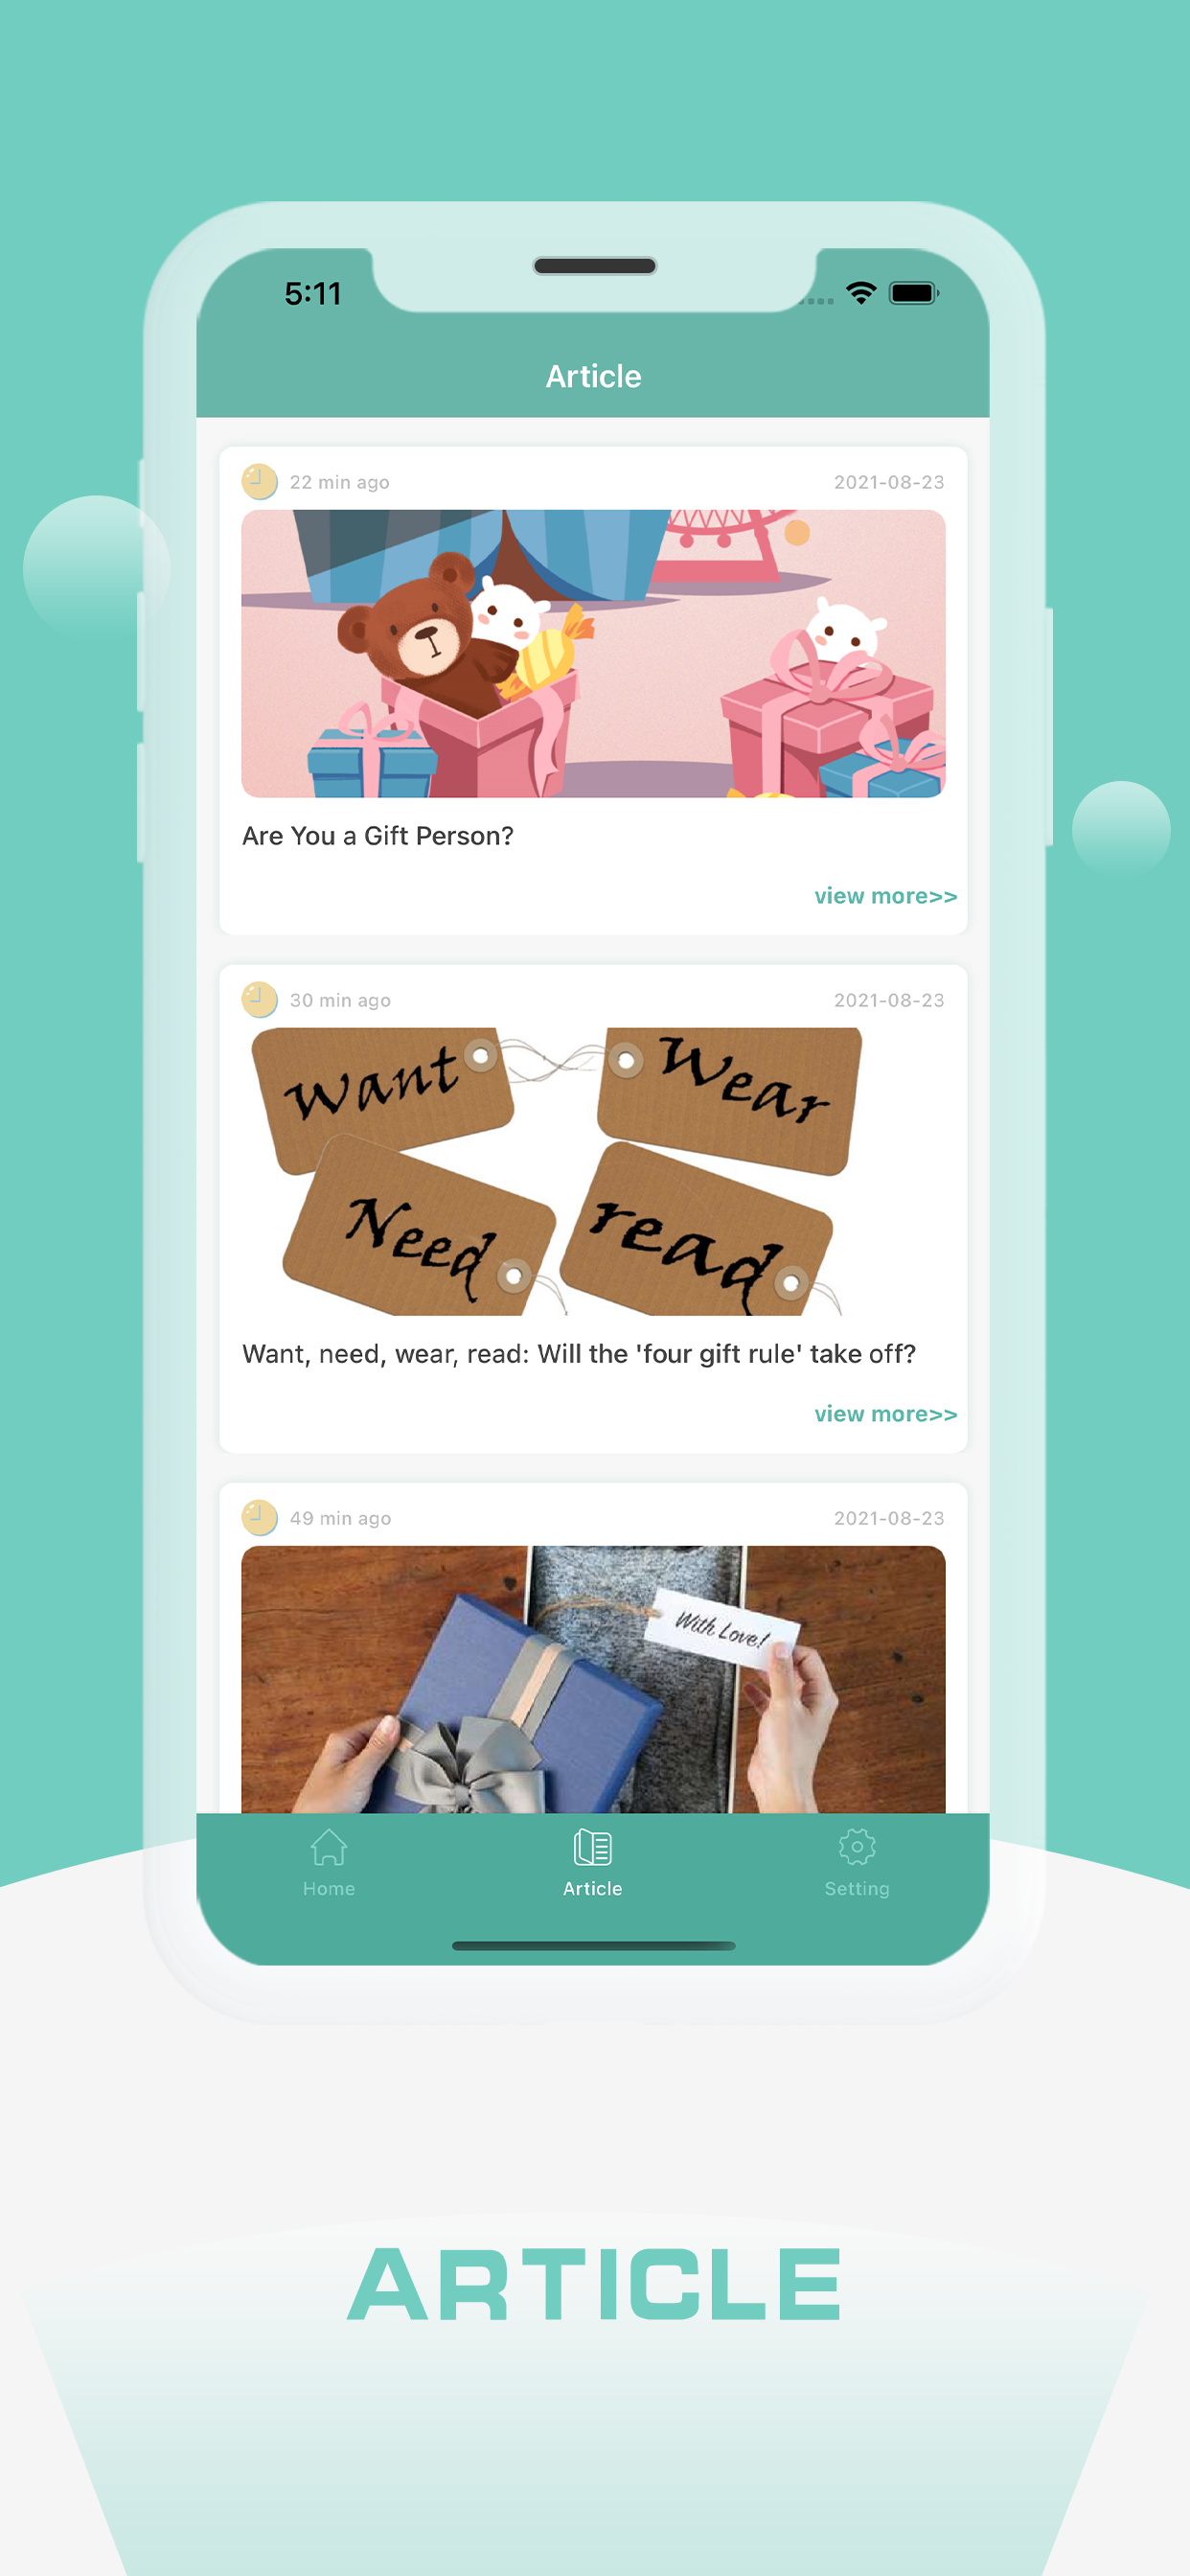 5:11
Article
22 min ago 2021-08-23
Are You a Gift Person?
view more>>
30 min ago 2021-08-23
Want Wear
Need read
Want, need, wear, read: Will the 'four gift rule' take off?
view more>>
49 min ago 2021-08-23
With Love!
Home Article Setting
ARTICLE